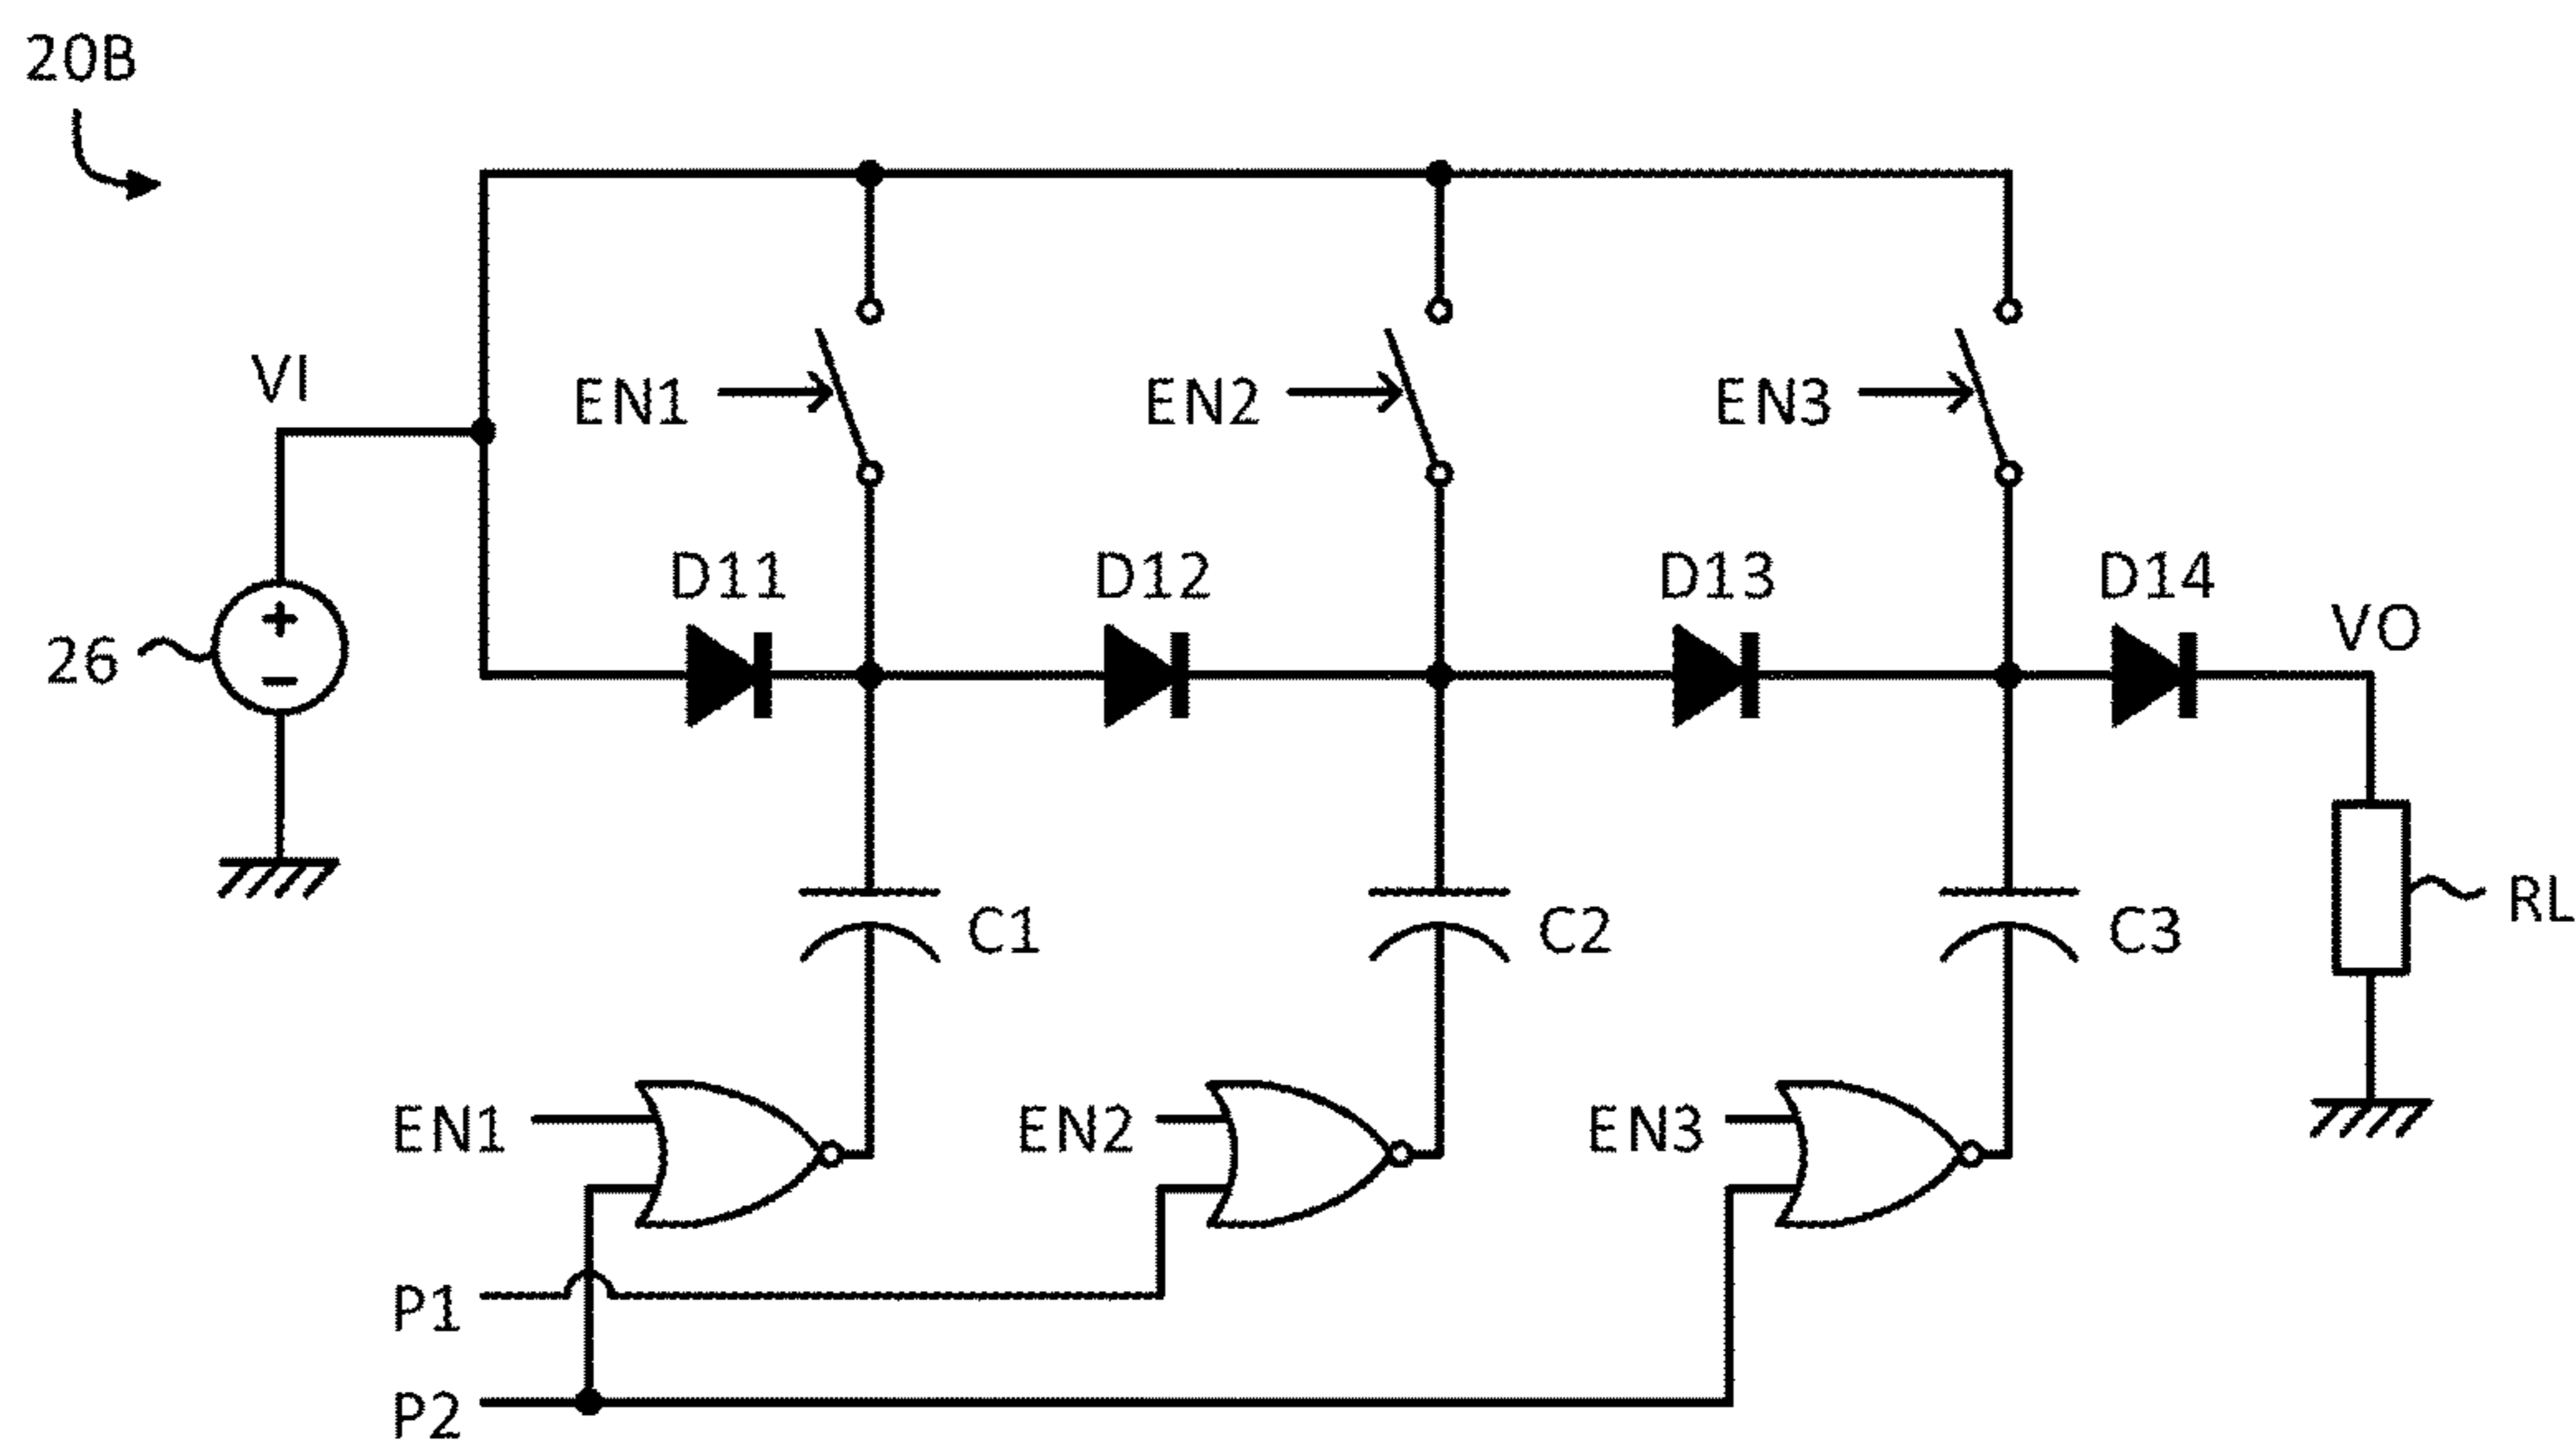 20B
VI
EN1
EN2
EN3
D11
D12
D13
D14
VO
26
+
−
C1
C2
C3
RL
EN1
EN2
EN3
P1
P2